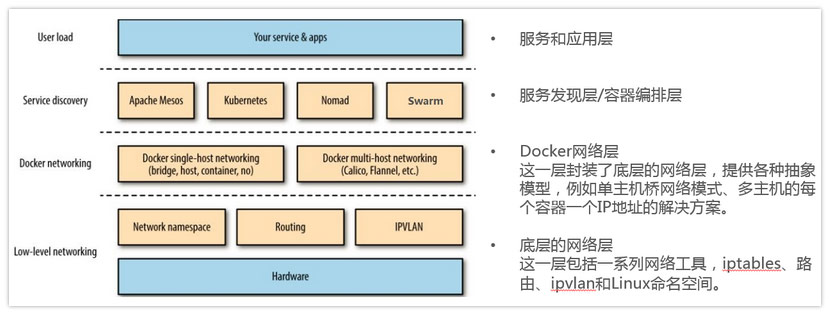 User load
Your service & apps
Service discovery
Apache Mesos
Kubernetes
Nomad
Swarm
Docker networking
Docker single-host networking
(bridge, host, container, no)
Docker multi-host networking
(Calico, Flannel, etc.)
Low-level networking
Network namespace
Routing
IPVLAN
Hardware
• 服务和应用层
• 服务发现层/容器编排层
• Docker网络层
这一层封装了底层的网络层，提供各种抽象
模型，例如单主机桥网络模式、多主机的每
个容器一个IP地址的解决方案。
• 底层的网络层
这一层包括一系列网络工具，iptables、路
由、ipvlan和Linux命名空间。